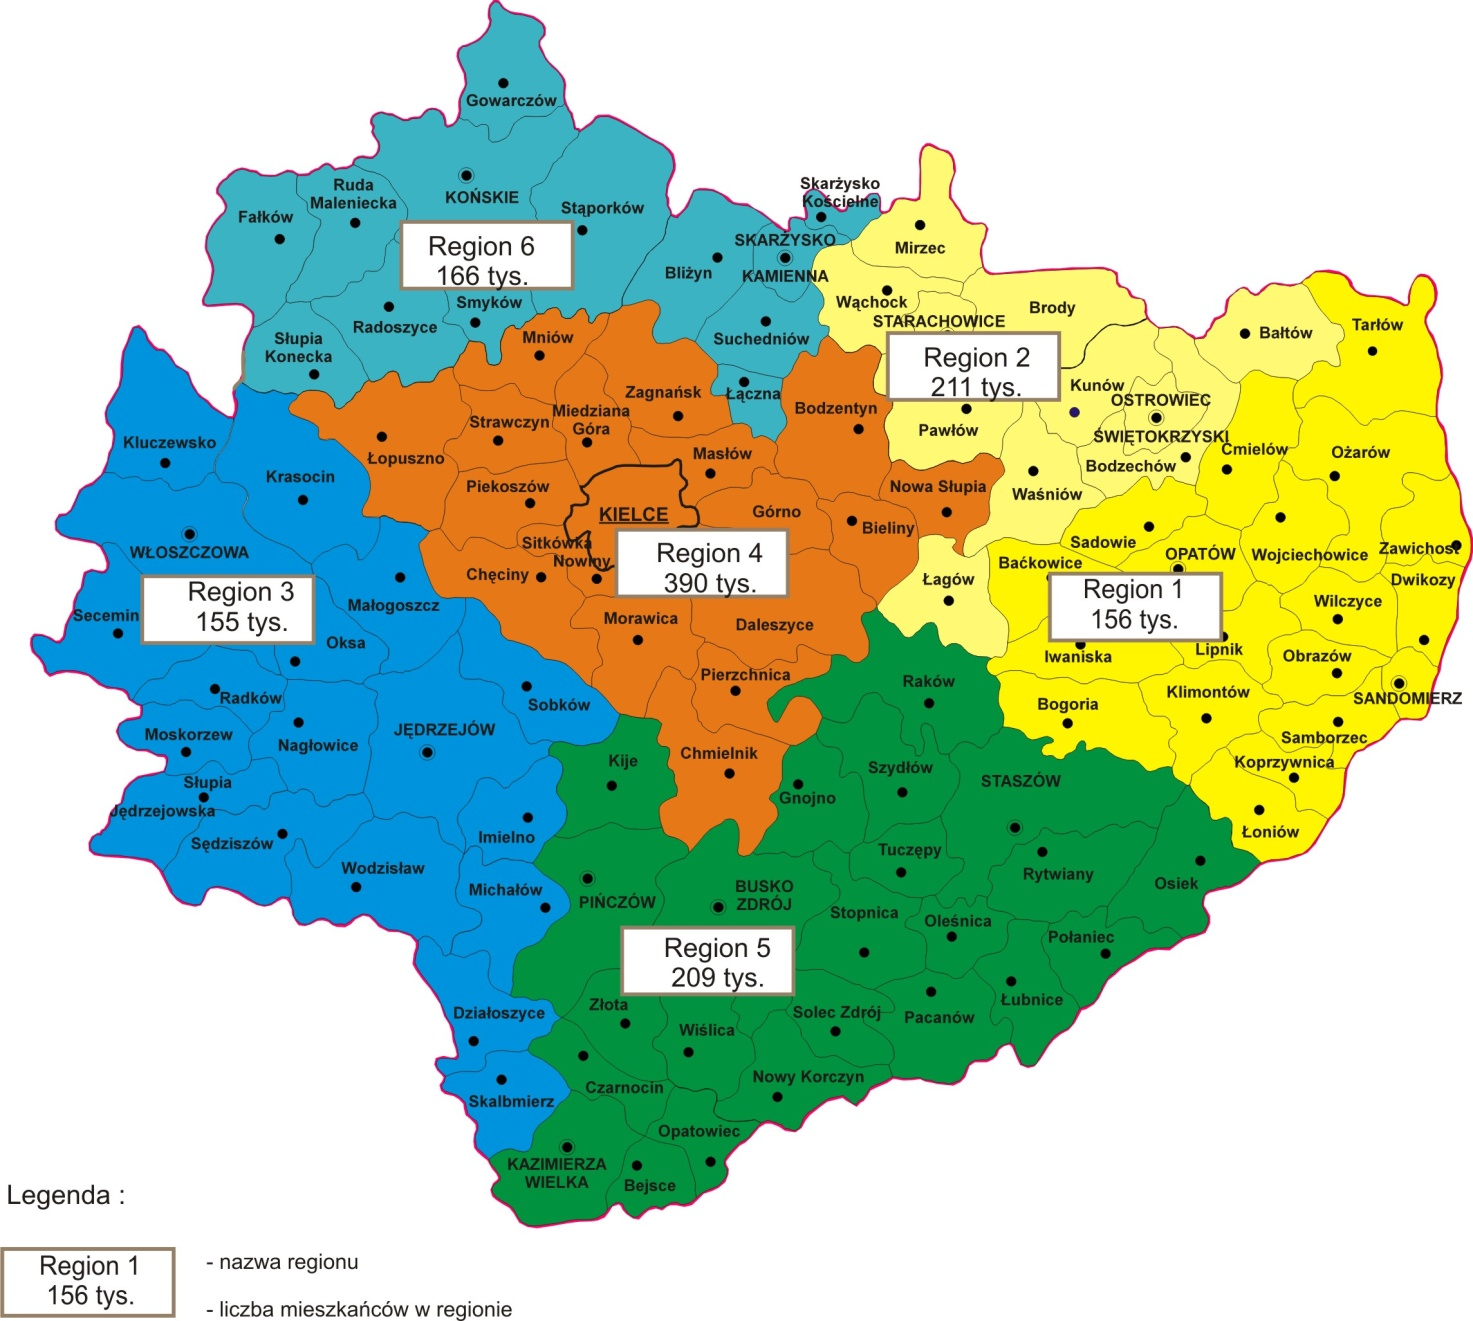 Gowarczów
KOŃSKIE
Ruda
Maleniecka
Fałków
Stąporków
Region 6
166 tys.
Smyków
Radoszyce
Słupia
Konecka
Skarżysko
Kościelne
SKARŻYSKO
KAMIENNA
Bliżyn
Suchedniów
Łączna
Mirzec
Wąchock
STARACHOWICE
Brody
Region 2
211 tys.
Pawłów
Kunów
OSTROWIEC
ŚWIĘTOKRZYSKI
Bodzechów
Waśniów
Bałtów
Łagów
Tarłów
Ożarów
Ćmielów
Sadowie
OPATÓW
Wojciechowice
Zawichost
Dwikozy
Baćkowice
Region 1
156 tys.
Wilczyce
Iwaniska
Lipnik
Obrazów
SANDOMIERZ
Klimontów
Bogoria
Samborzec
Koprzywnica
Łoniów
Mniów
Zagnańsk
Strawczyn
Miedziana
Góra
Łopuszno
Bodzentyn
Masłów
Piekoszów
Nowa Słupia
KIELCE
Górno
Bieliny
Sitkówka
Nowiny
Chęciny
Region 4
390 tys.
Morawica
Daleszyce
Pierzchnica
Chmielnik
Kluczewsko
Krasocin
WŁOSZCZOWA
Region 3
155 tys.
Małogoszcz
Secemin
Oksa
Radków
Sobków
Moskorzew
Nagłowice
JĘDRZEJÓW
Słupia
Jędrzejowska
Sędziszów
Imielno
Wodzisław
Michałów
Działoszyce
Skalbmierz
Raków
Kije
Szydłów
STASZÓW
Gnojno
Tuczępy
Rytwiany
Osiek
PIŃCZÓW
BUSKO
ZDRÓJ
Stopnica
Oleśnica
Połaniec
Region 5
209 tys.
Łubnice
Złota
Solec Zdrój
Pacanów
Wiślica
Czarnocin
Nowy Korczyn
Opatowiec
KAZIMIERZA
WIELKA
Bejsce
Legenda :
Region 1
156 tys.
- nazwa regionu
- liczba mieszkańców w regionie